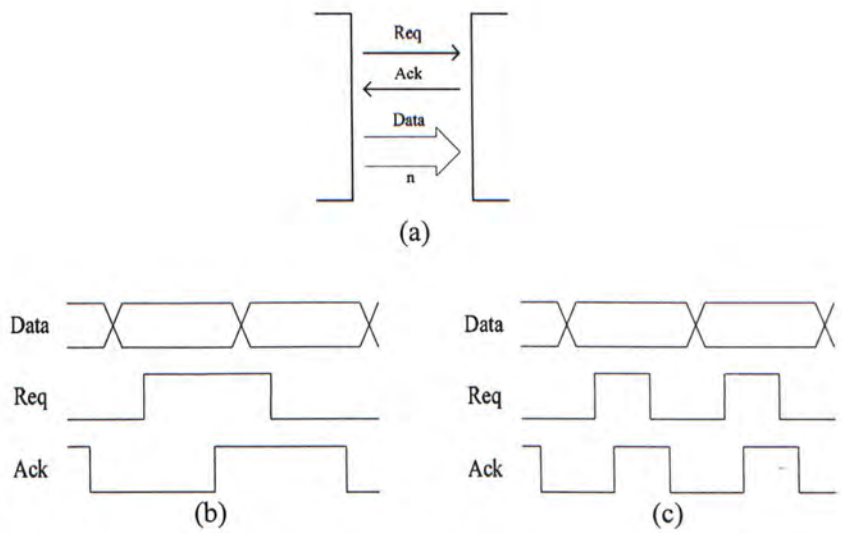 Req
Ack
Data
n
(a)
Data
Req
Ack
(b)
Data
Req
Ack
(c)